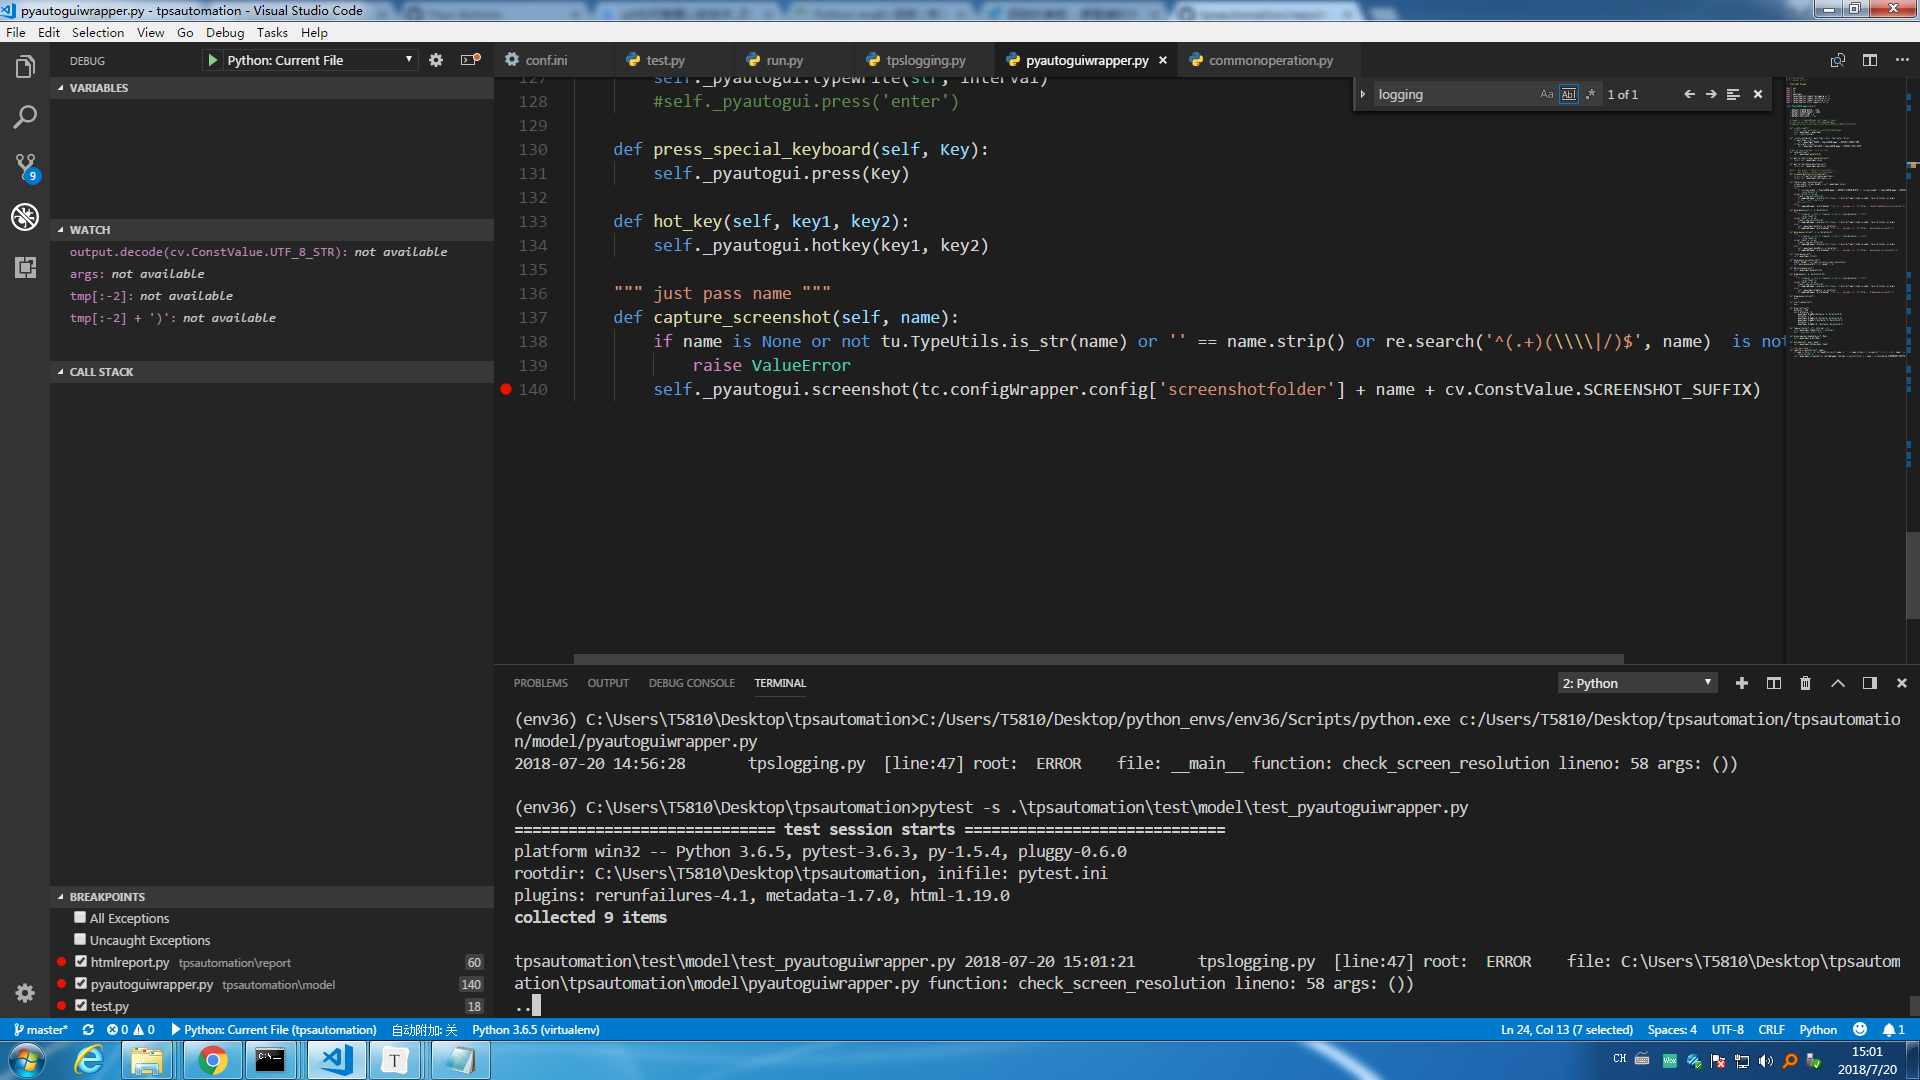 pyautoguiwrapper.py - tpsautomation - Visual Studio Code
File Edit Selection View Go Debug Tasks Help
DEBUG
Python: Current File
conf.ini
test.py
run.py
tpslogging.py
pyautoguiwrapper.py
commonoperation.py
VARIABLES
WATCH
output.decode(cv.ConstValue.UTF_8_STR): not available
args: not available
tmp[:-2]: not available
tmp[:-2] + ')': not available
CALL STACK
BREAKPOINTS
All Exceptions
Uncaught Exceptions
htmlreport.py tpsautomation\report 60
pyautoguiwrapper.py tpsautomation\model 140
test.py 18
9
logging
Aa Abl .* 1 of 1
127 self._pyautogui.typewrite(str, interval)
128 #self._pyautogui.press('enter')
129
130 def press_special_keyboard(self, Key):
131 self._pyautogui.press(Key)
132
133 def hot_key(self, key1, key2):
134 self._pyautogui.hotkey(key1, key2)
135
136 """ just pass name """
137 def capture_screenshot(self, name):
138 if name is None or not tu.TypeUtils.is_str(name) or '' == name.strip() or re.search('^(.+)(\\\\|/)$', name)  is not
139 raise ValueError
140 self._pyautogui.screenshot(tc.configWrapper.config['screenshotfolder'] + name + cv.ConstValue.SCREENSHOT_SUFFIX)
PROBLEMS OUTPUT DEBUG CONSOLE TERMINAL
2: Python
(env36) C:\Users\T5810\Desktop\tpsautomation>C:/Users/T5810/Desktop/python_envs/env36/Scripts/python.exe c:/Users/T5810/Desktop/tpsautomation/tpsautomatio
n/model/pyautoguiwrapper.py
2018-07-20 14:56:28 tpslogging.py [line:47] root: ERROR file: __main__ function: check_screen_resolution lineno: 58 args: ())
(env36) C:\Users\T5810\Desktop\tpsautomation>pytest -s .\tpsautomation\test\model\test_pyautoguiwrapper.py
============================= test session starts =============================
platform win32 -- Python 3.6.5, pytest-3.6.3, py-1.5.4, pluggy-0.6.0
rootdir: C:\Users\T5810\Desktop\tpsautomation, inifile: pytest.ini
plugins: rerunfailures-4.1, metadata-1.7.0, html-1.19.0
collected 9 items
tpsautomation\test\model\test_pyautoguiwrapper.py 2018-07-20 15:01:21 tpslogging.py [line:47] root: ERROR file: C:\Users\T5810\Desktop\tpsautom
ation\tpsautomation\model\pyautoguiwrapper.py function: check_screen_resolution lineno: 58 args: ())
..
master* 0 0 Python: Current File (tpsautomation) 自动附加: 关 Python 3.6.5 (virtualenv)
Ln 24, Col 13 (7 selected) Spaces: 4 UTF-8 CRLF Python 1
CH
15:01
2018/7/20